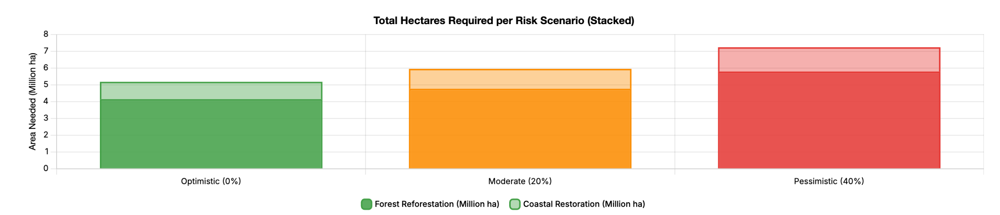 Total Hectares Required per Risk Scenario (Stacked)
Area Needed (Million ha)
8
7
6
5
4
3
2
1
0
Optimistic (0%) Moderate (20%) Pessimistic (40%)
Forest Reforestation (Million ha) Coastal Restoration (Million ha)